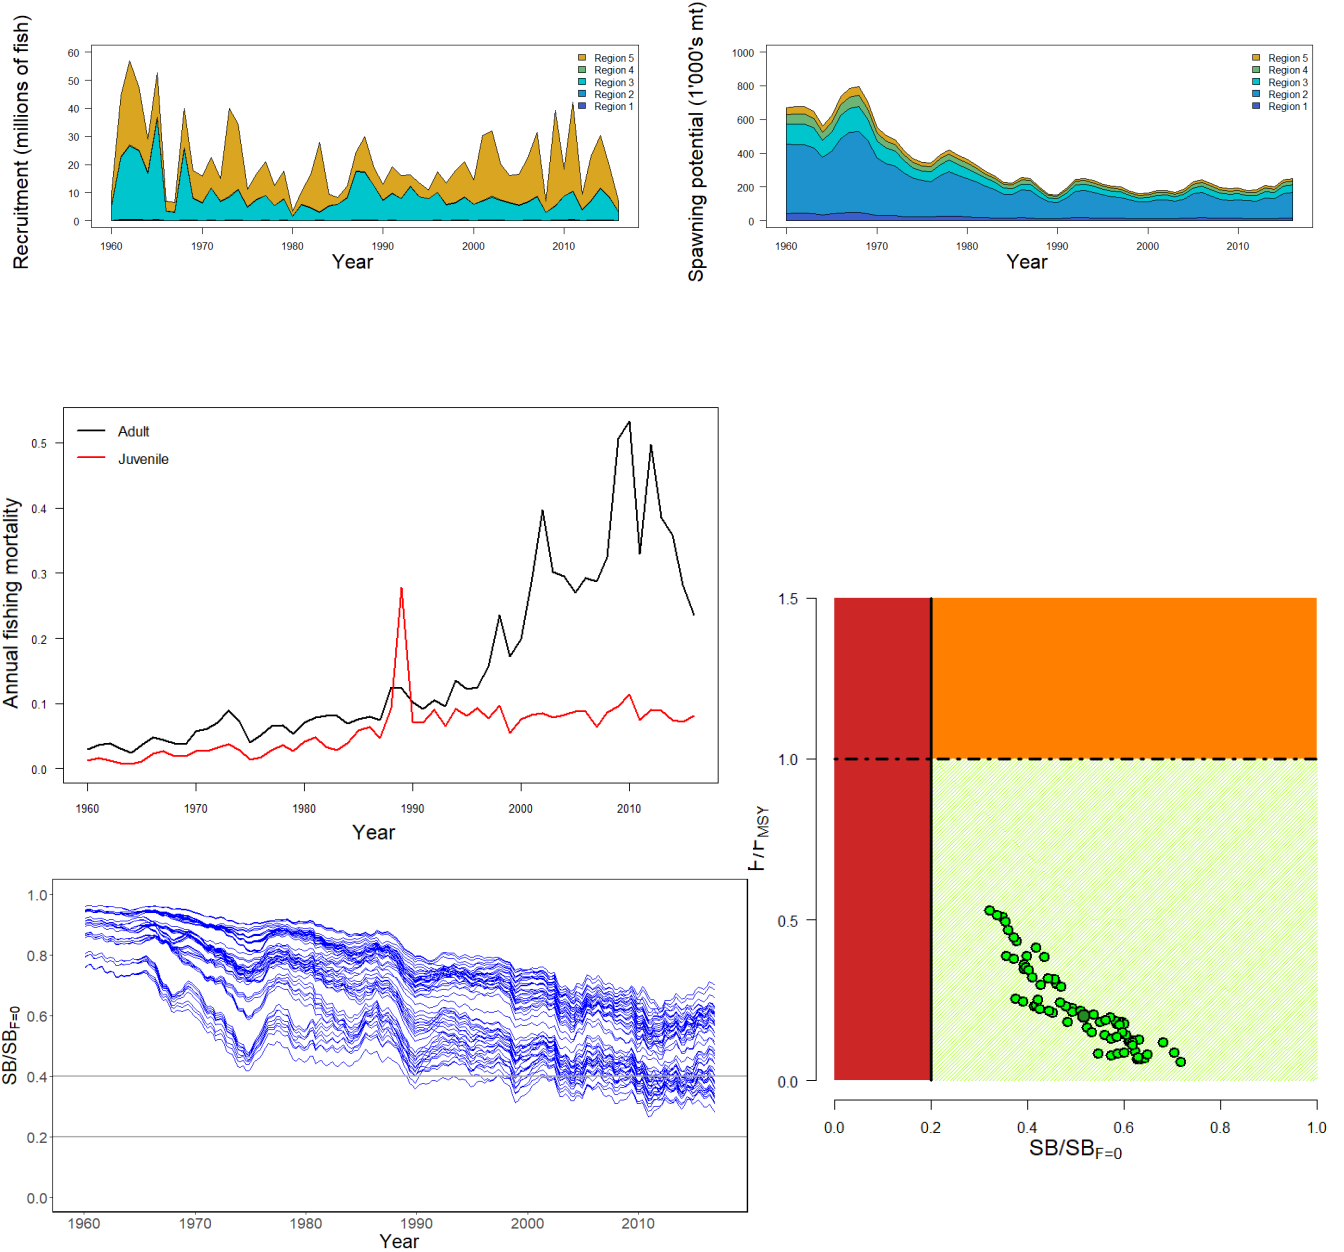 Recruitment (millions of fish)
60
50
40
30
20
10
0
1960 1970 1980 1990 2000 2010
Year
Region 5
Region 4
Region 3
Region 2
Region 1
Spawning potential (1'000's mt)
1000
800
600
400
200
0
1960 1970 1980 1990 2000 2010
Year
Region 5
Region 4
Region 3
Region 2
Region 1
Annual fishing mortality
Adult
Juvenile
0.5
0.4
0.3
0.2
0.1
0.0
1960 1970 1980 1990 2000 2010
Year
SB/SBF=0
1.0
0.8
0.6
0.4
0.2
0.0
1960 1970 1980 1990 2000 2010
Year
F/FMSY
1.5
1.0
0.5
0.0
0.0 0.2 0.4 0.6 0.8 1.0
SB/SBF=0